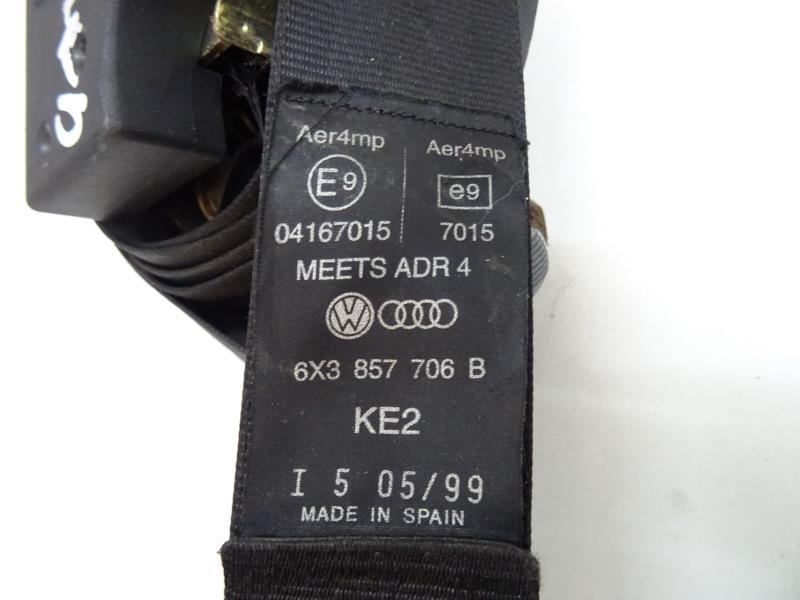 Aer4mp Aer4mp
E9 e9
04167015 7015
MEETS ADR 4
VW
6X3 857 706 B
KE2
I 5 05/99
MADE IN SPAIN